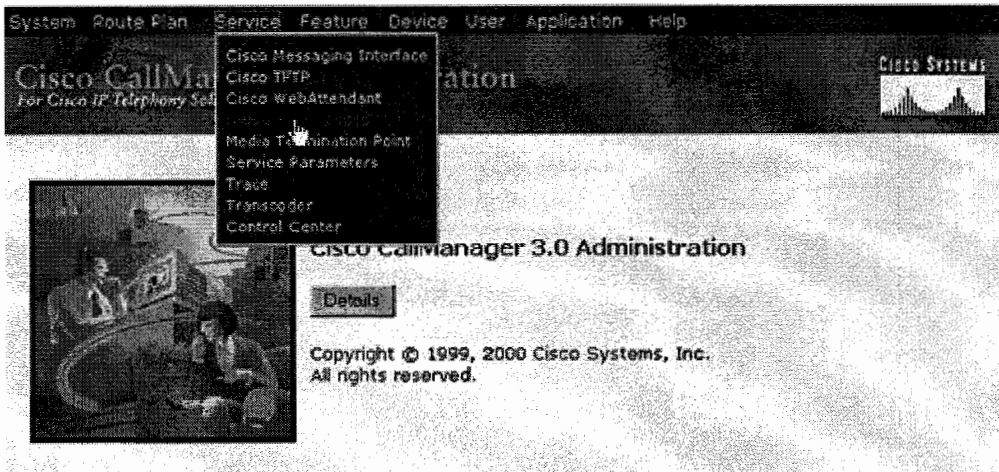 System Route Plan Service Feature Device User Application Help
Cisco Messaging Interface
Cisco TFTP
Cisco WebAttendant
Media Termination Point
Service Parameters
Trace
Transcoder
Control Center
Cisco CallMa ration
For Cisco IP Telephony Sol
CISCO SYSTEMS
Cisco CallManager 3.0 Administration
Details
Copyright © 1999, 2000 Cisco Systems, Inc.
All rights reserved.